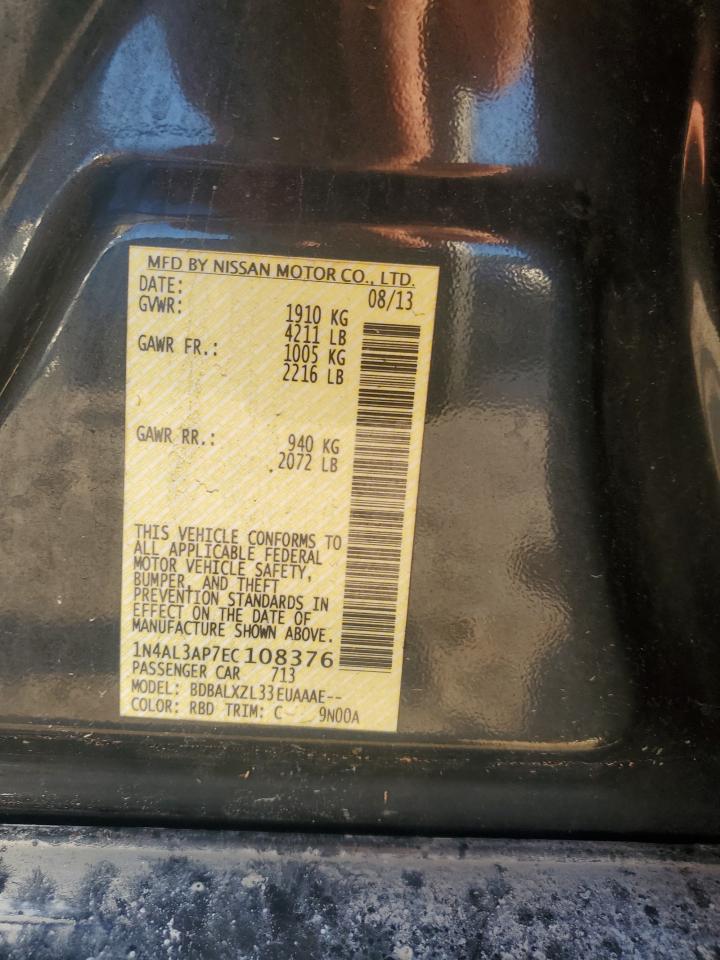 MFD BY NISSAN MOTOR CO., LTD.
DATE: 08/13
GVWR: 1910 KG
4211 LB
GAWR FR.: 1005 KG
2216 LB
GAWR RR.: 940 KG
2072 LB
THIS VEHICLE CONFORMS TO
ALL APPLICABLE FEDERAL
MOTOR VEHICLE SAFETY,
BUMPER, AND THEFT
PREVENTION STANDARDS IN
EFFECT ON THE DATE OF
MANUFACTURE SHOWN ABOVE.
1N4AL3AP7EC108376
PASSENGER CAR 713
MODEL: BDBALXZL33EUAAAE--
COLOR: RBD TRIM: C 9N00A